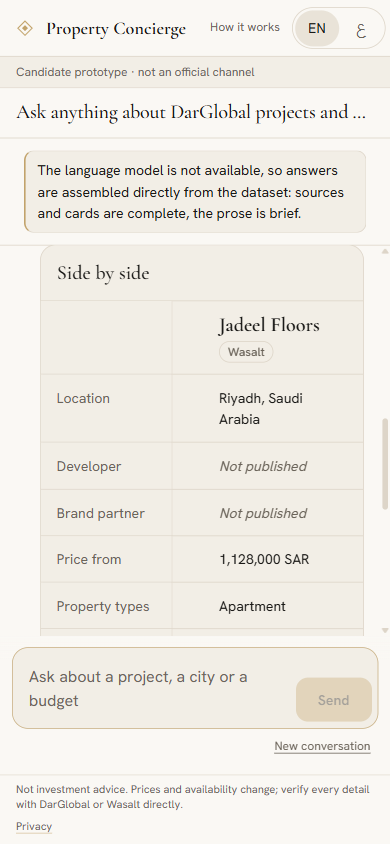 Property Concierge
How it works
EN
ع
Candidate prototype · not an official channel
Ask anything about DarGlobal projects and ...
The language model is not available, so answers
are assembled directly from the dataset: sources
and cards are complete, the prose is brief.
Side by side
Jadeel Floors
Wasalt
Location
Riyadh, Saudi
Arabia
Developer
Not published
Brand partner
Not published
Price from
1,128,000 SAR
Property types
Apartment
Ask about a project, a city or a
budget
Send
New conversation
Not investment advice. Prices and availability change; verify every detail
with DarGlobal or Wasalt directly.
Privacy